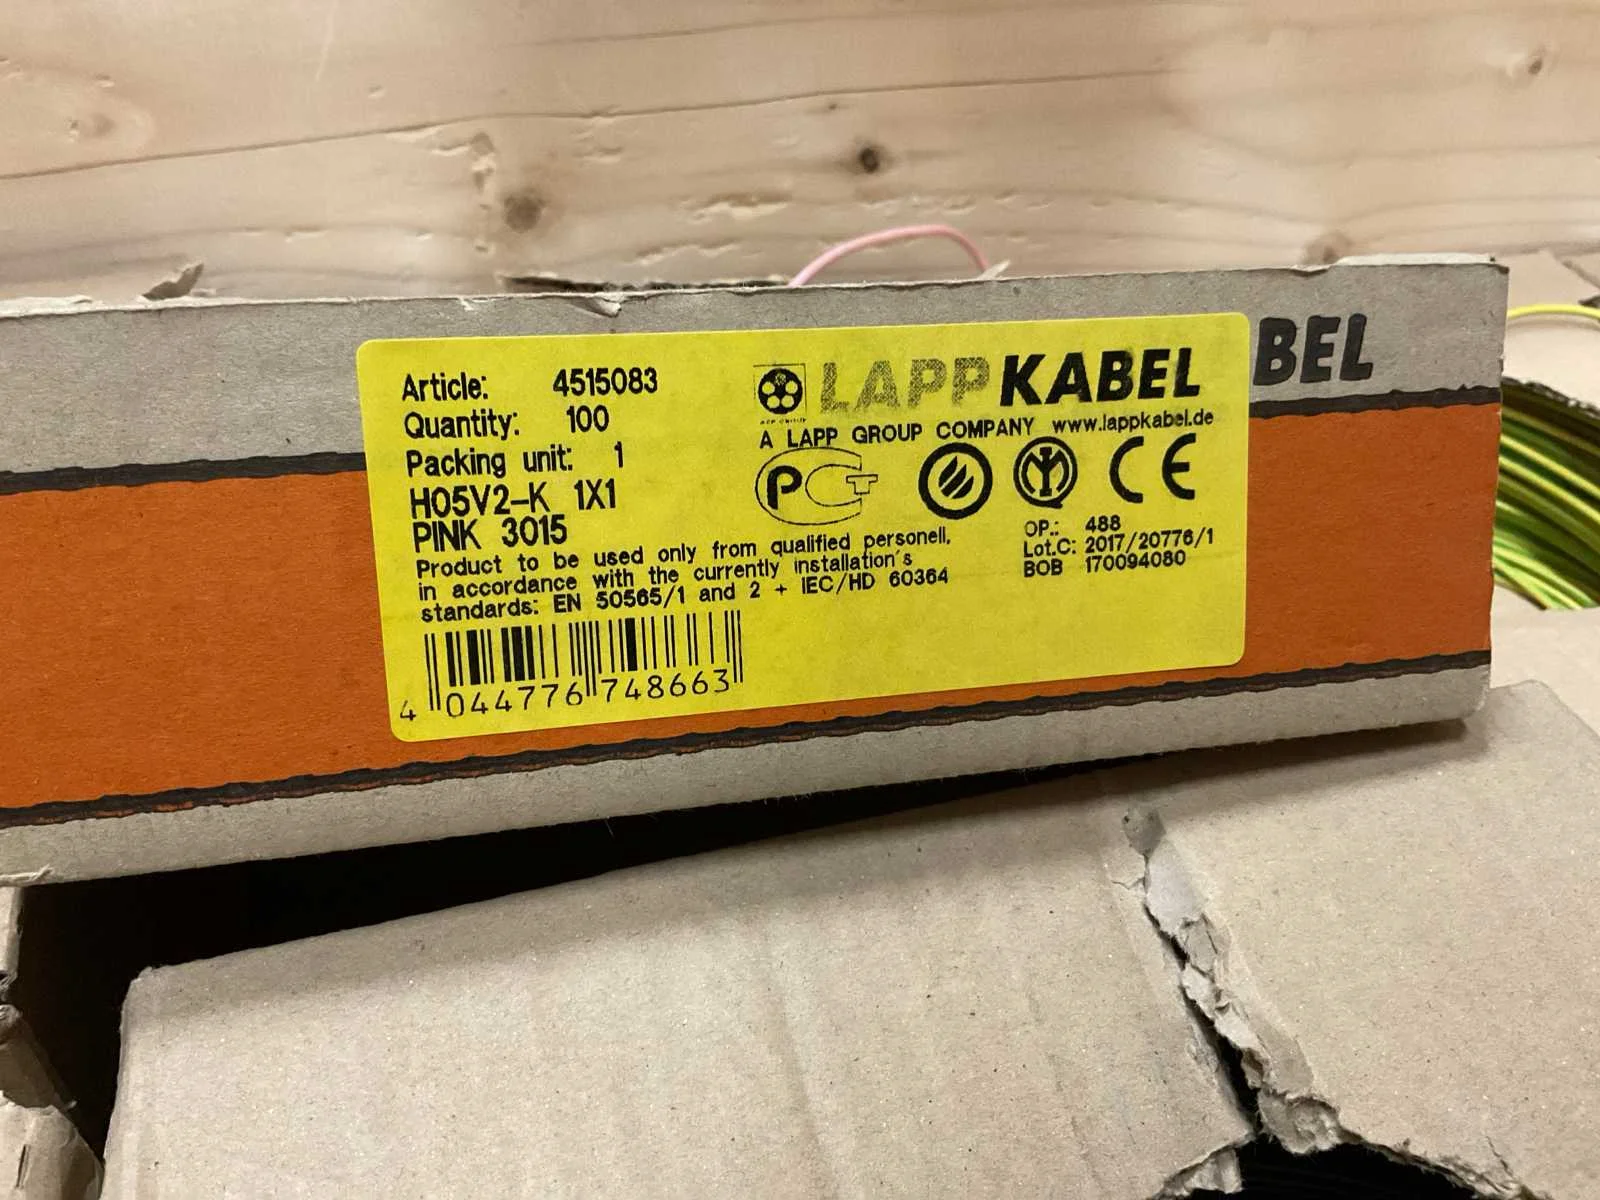 BEL
Article: 4515083
Quantity: 100
Packing unit: 1
H05V2-K 1X1
PINK 3015
Product to be used only from qualified personell,
in accordance with the currently installation's
standards: EN 50565/1 and 2 + IEC/HD 60364
4 044776 748663
LAPP KABEL
A LAPP GROUP COMPANY www.lappkabel.de
CE
OP.: 488
Lot.C: 2017/20776/1
BOB 170094080